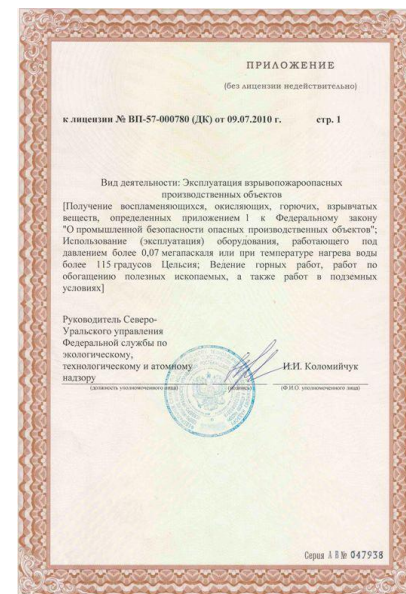 ПРИЛОЖЕНИЕ
(без лицензии недействительно)
к лицензии № ВП-57-000780 (ДК) от 09.07.2010 г. стр. 1
Вид деятельности: Эксплуатация взрывопожароопасных
производственных объектов
[Получение воспламеняющихся, окисляющих, горючих, взрывчатых
веществ, определенных приложением 1 к Федеральному закону
"О промышленной безопасности опасных производственных объектов";
Использование (эксплуатация) оборудования, работающего под
давлением более 0,07 мегапаскаля или при температуре нагрева воды
более 115 градусов Цельсия; Ведение горных работ, работ по
обогащению полезных ископаемых, а также работ в подземных
условиях]
Руководитель Северо-
Уральского управления
Федеральной службы по
экологическому,
технологическому и атомному
надзору И.И. Коломийчук
(должность уполномоченного лица) (подпись) (Ф.И.О. уполномоченного лица)
Серия А В № 047938